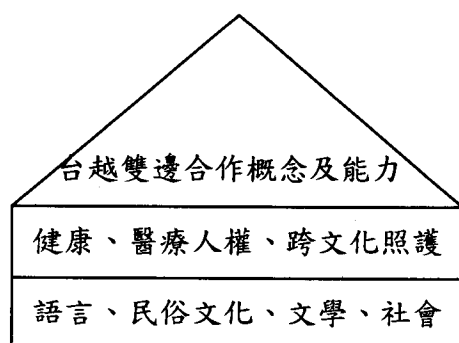 台越雙邊合作概念及能力
健康、醫療人權、跨文化照護
語言、民俗文化、文學、社會